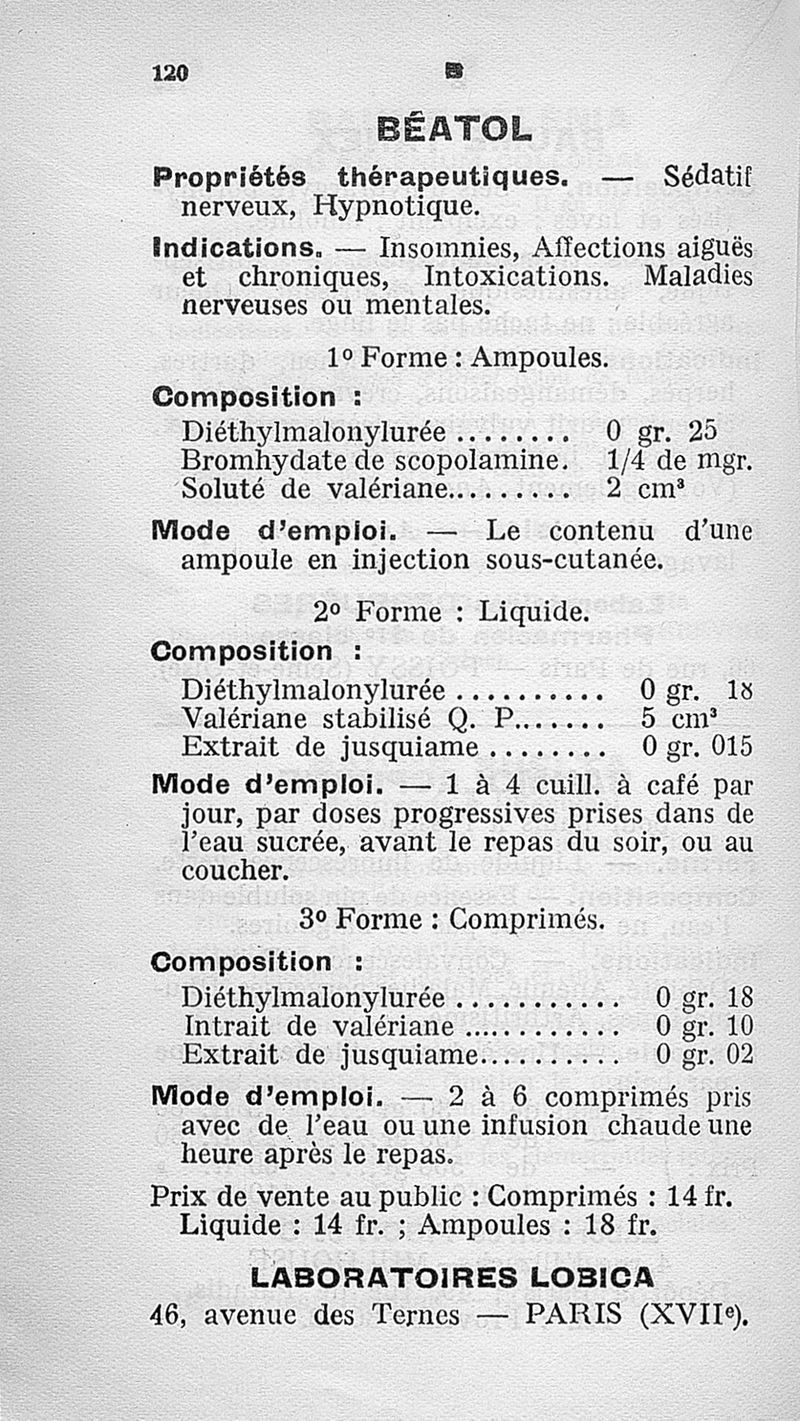 120
B
BÉATOL
Propriétés thérapeutiques. — Sédatif
nerveux, Hypnotique.
Indications. — Insomnies, Affections aiguës
et chroniques, Intoxications. Maladies
nerveuses ou mentales.
1º Forme : Ampoules.
Composition :
Diéthylmalonylurée ......... 0 gr. 25
Bromhydate de scopolamine. 1/4 de mgr.
Soluté de valériane.......... 2 cm³
Mode d'emploi. — Le contenu d'une
ampoule en injection sous-cutanée.
2º Forme : Liquide.
Composition :
Diéthylmalonylurée ........... 0 gr. 18
Valériane stabilisé Q. P....... 5 cm³
Extrait de jusquiame ........ 0 gr. 015
Mode d'emploi. — 1 à 4 cuill. à café par
jour, par doses progressives prises dans de
l'eau sucrée, avant le repas du soir, ou au
coucher.
3º Forme : Comprimés.
Composition :
Diéthylmalonylurée ........... 0 gr. 18
Intrait de valériane ............ 0 gr. 10
Extrait de jusquiame.......... 0 gr. 02
Mode d'emploi. — 2 à 6 comprimés pris
avec de l'eau ou une infusion chaude une
heure après le repas.
Prix de vente au public : Comprimés : 14 fr.
Liquide : 14 fr. ; Ampoules : 18 fr.
LABORATOIRES LOBICA
46, avenue des Ternes — PARIS (XVIIᵉ).